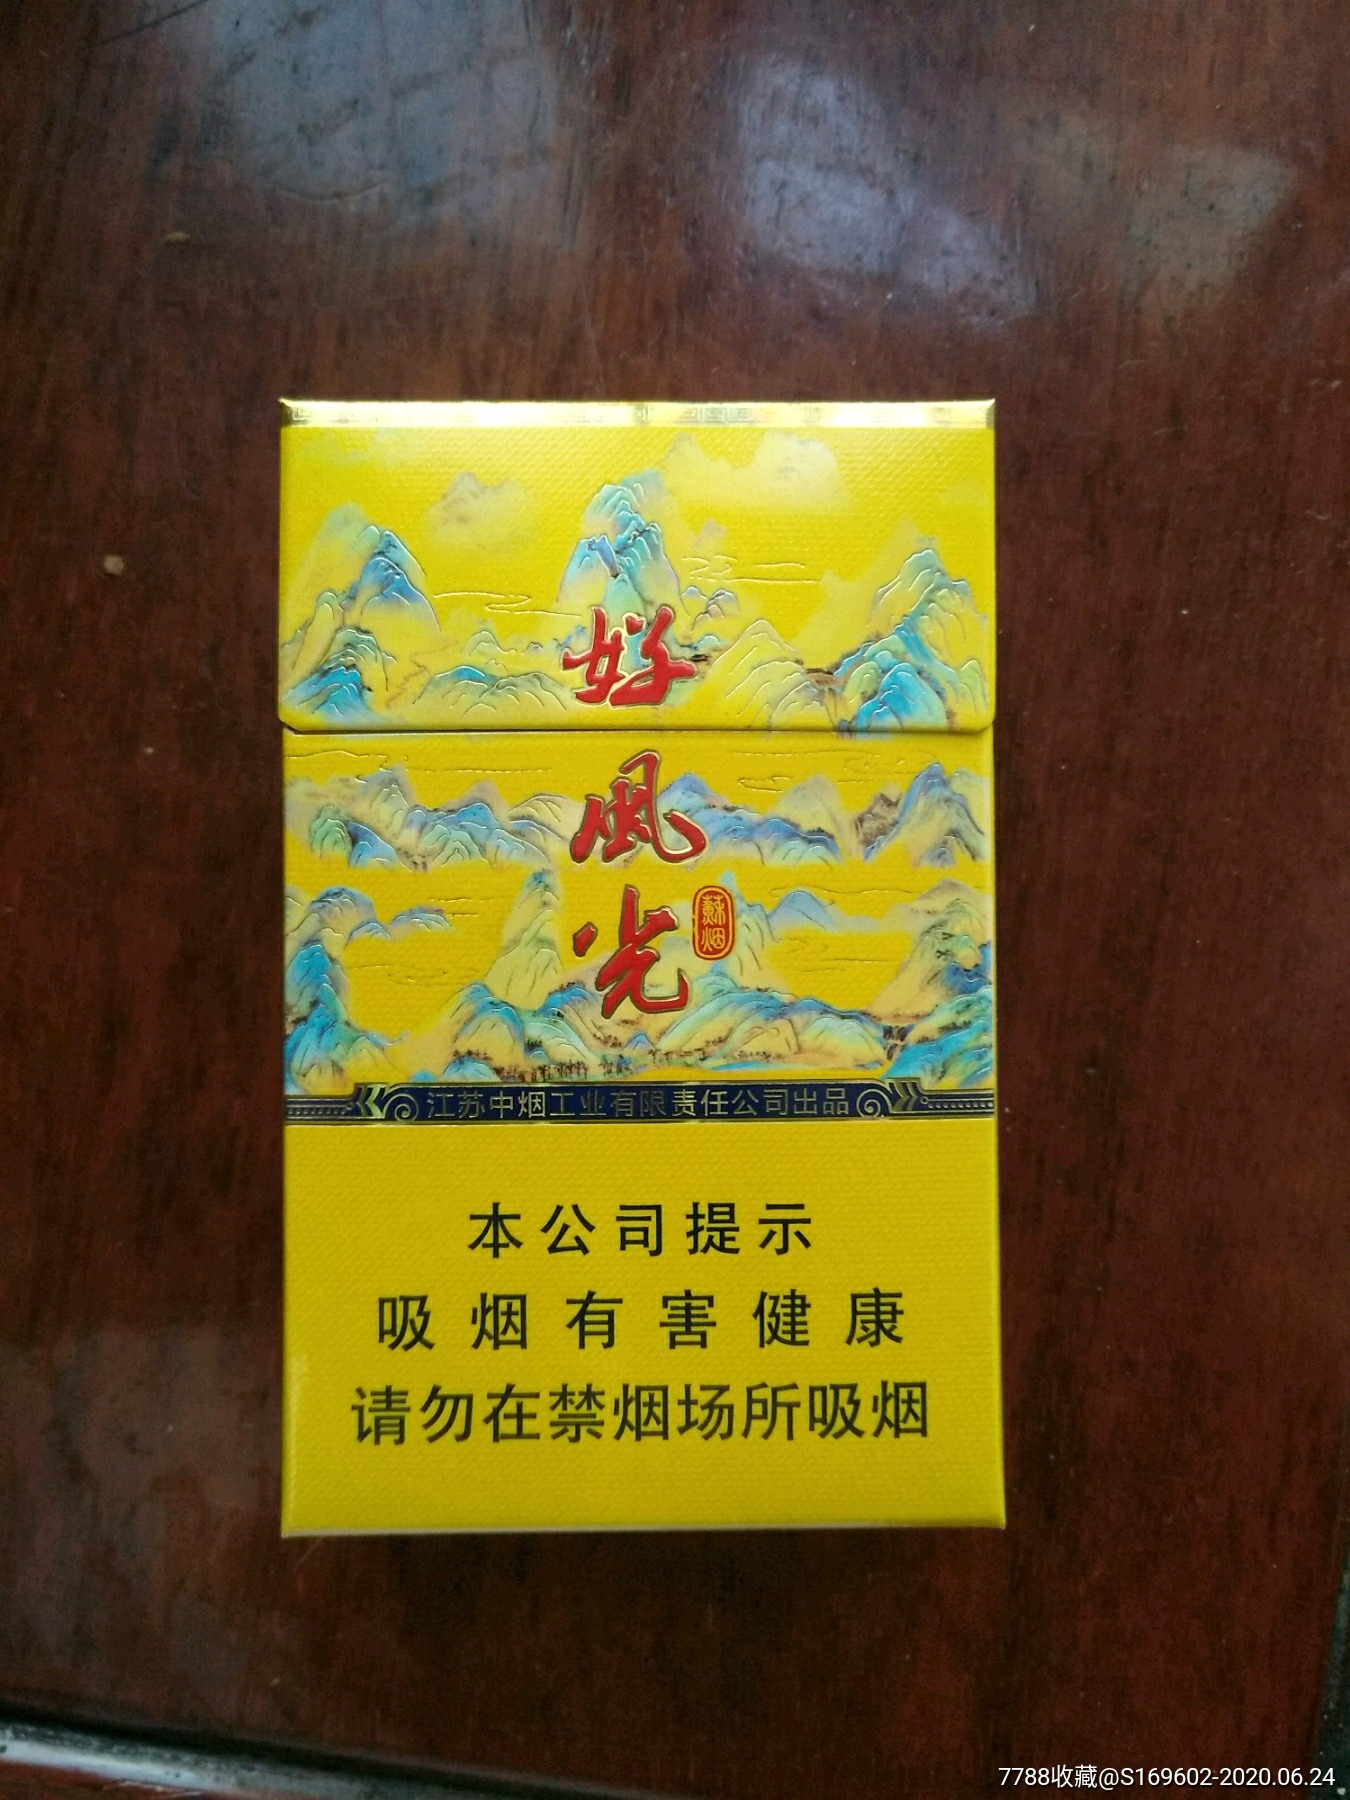 好
风
光
蘇烟
江苏中烟工业有限责任公司出品
本公司提示
吸烟有害健康
请勿在禁烟场所吸烟
7788收藏@S169602-2020.06.24